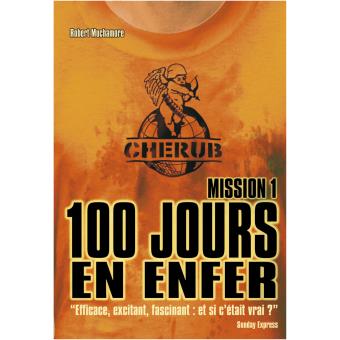 Robert Muchamore
CHERUB
MISSION 1
100 JOURS
EN ENFER
"Efficace, excitant, fascinant : et si c'était vrai ?"
Sunday Express